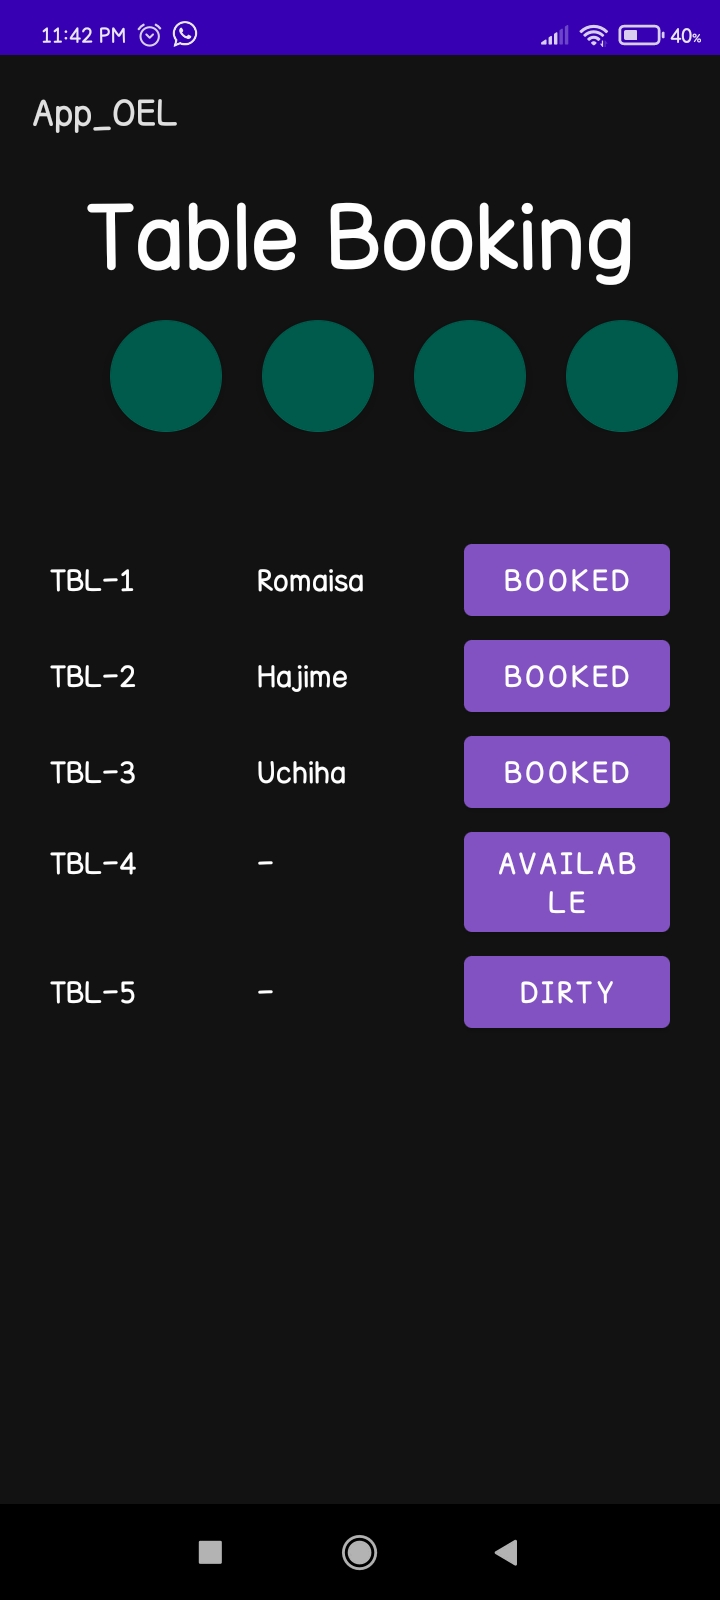 11:42 PM 40%
App_OEL
Table Booking
TBL-1 Romaisa BOOKED
TBL-2 Hajime BOOKED
TBL-3 Uchiha BOOKED
TBL-4 - AVAILAB
LE
TBL-5 - DIRTY